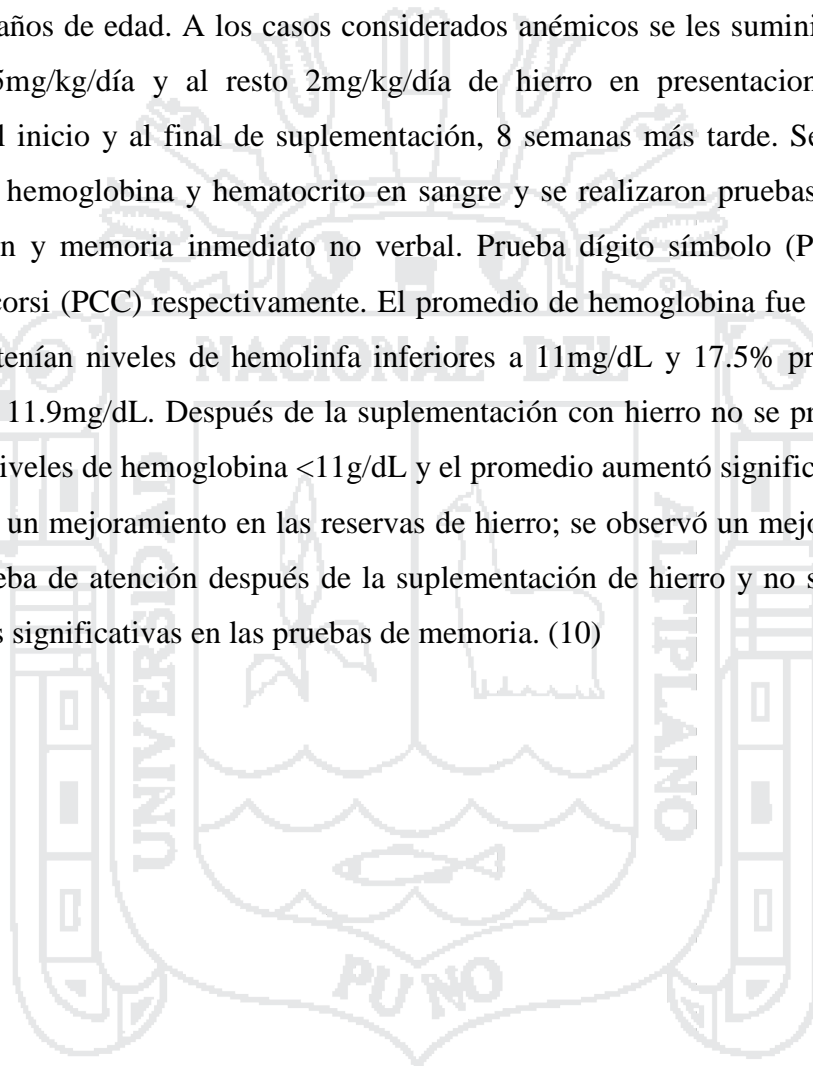 años de edad. A los casos considerados anémicos se les sumini
5mg/kg/día y al resto 2mg/kg/día de hierro en presentacion
l inicio y al final de suplementación, 8 semanas más tarde. Se
hemoglobina y hematocrito en sangre y se realizaron pruebas
n y memoria inmediato no verbal. Prueba dígito símbolo (P
corsi (PCC) respectivamente. El promedio de hemoglobina fue
tenían niveles de hemolinfa inferiores a 11mg/dL y 17.5% pr
11.9mg/dL. Después de la suplementación con hierro no se pr
niveles de hemoglobina <11g/dL y el promedio aumentó signific
un mejoramiento en las reservas de hierro; se observó un mejo
eba de atención después de la suplementación de hierro y no s
s significativas en las pruebas de memoria. (10)
NACIONAL DEL
UNIVERSIDAD
ALTIPLANO
PUNO